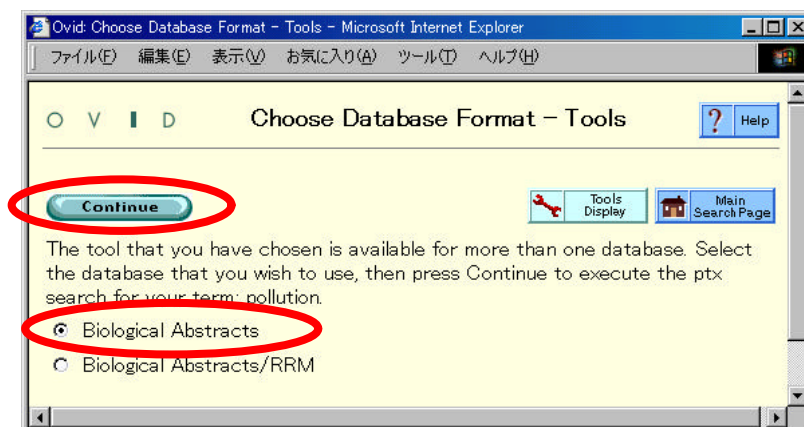 Ovid: Choose Database Format - Tools - Microsoft Internet Explorer
ファイル(F) 編集(E) 表示(V) お気に入り(A) ツール(T) ヘルプ(H)
O V I D Choose Database Format - Tools ? Help
Continue Tools Display Main Search Page
The tool that you have chosen is available for more than one database. Select
the database that you wish to use, then press Continue to execute the ptx
search for your term: pollution.
Biological Abstracts
Biological Abstracts/RRM